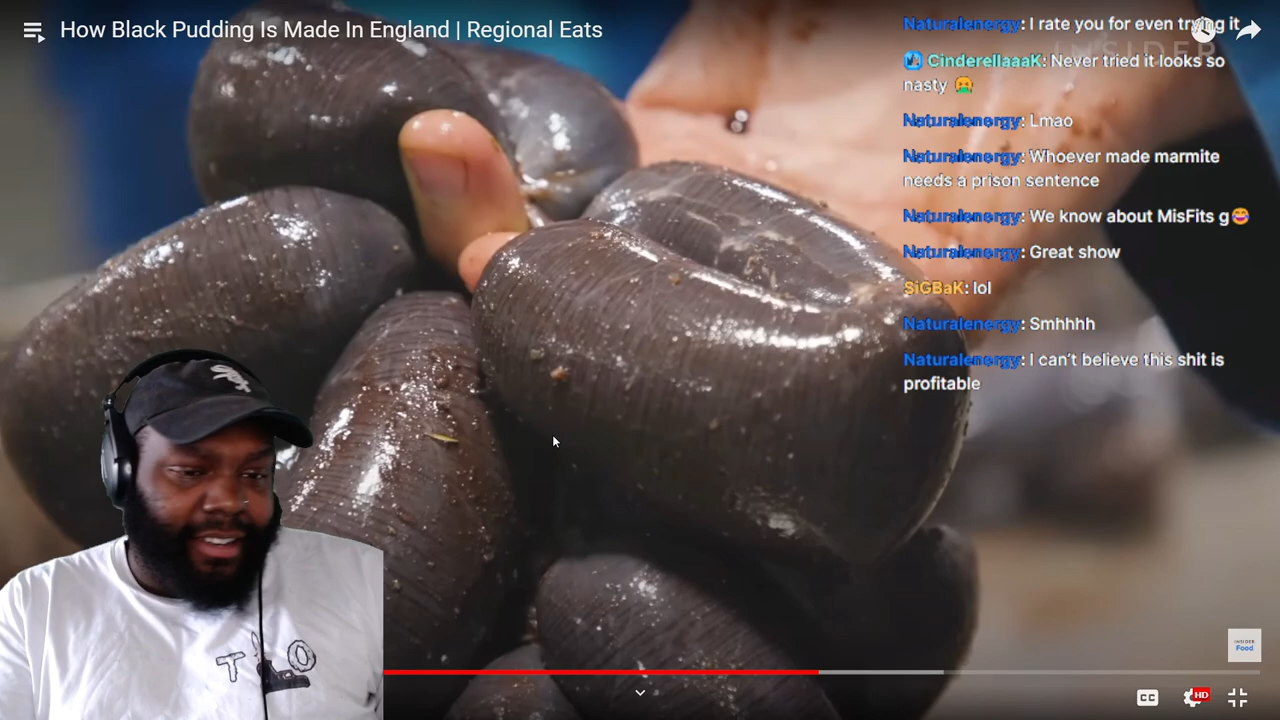 How Black Pudding Is Made In England | Regional Eats
INSIDER
Naturalenergy: I rate you for even trying it
CinderellaaaK: Never tried it looks so
nasty 🤮
Naturalenergy: Lmao
Naturalenergy: Whoever made marmite
needs a prison sentence
Naturalenergy: We know about MisFits g😂
Naturalenergy: Great show
SiGBaK: lol
Naturalenergy: Smhhhh
Naturalenergy: I can't believe this shit is
profitable
T O
INSIDER
Food
CC
HD